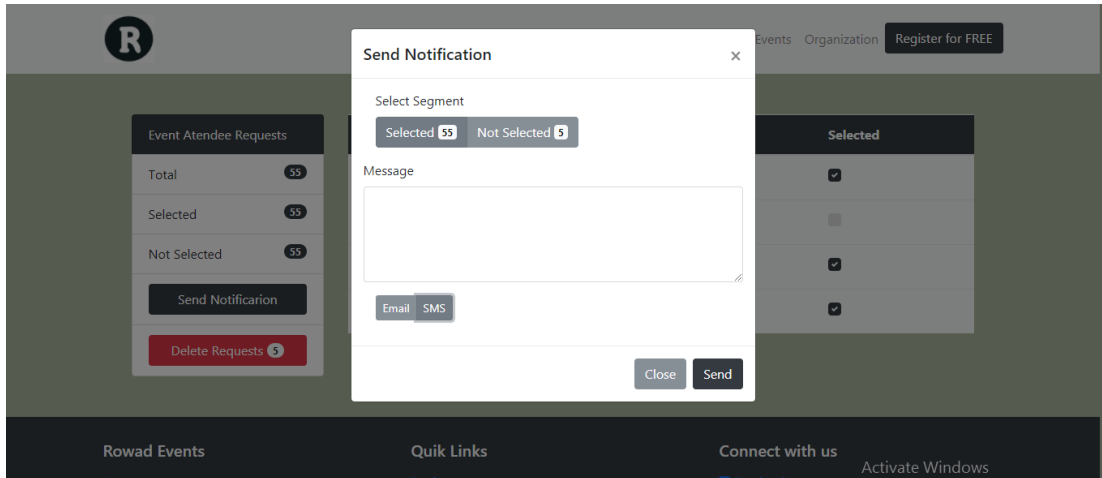 R
Events Organization Register for FREE
Send Notification ×
Select Segment
Selected 55 Not Selected 5
Message
Email SMS
Close Send
Event Atendee Requests
Total 55
Selected 55
Not Selected 55
Send Notificarion
Delete Requests 5
Selected
Rowad Events
Quik Links
Connect with us
Activate Windows